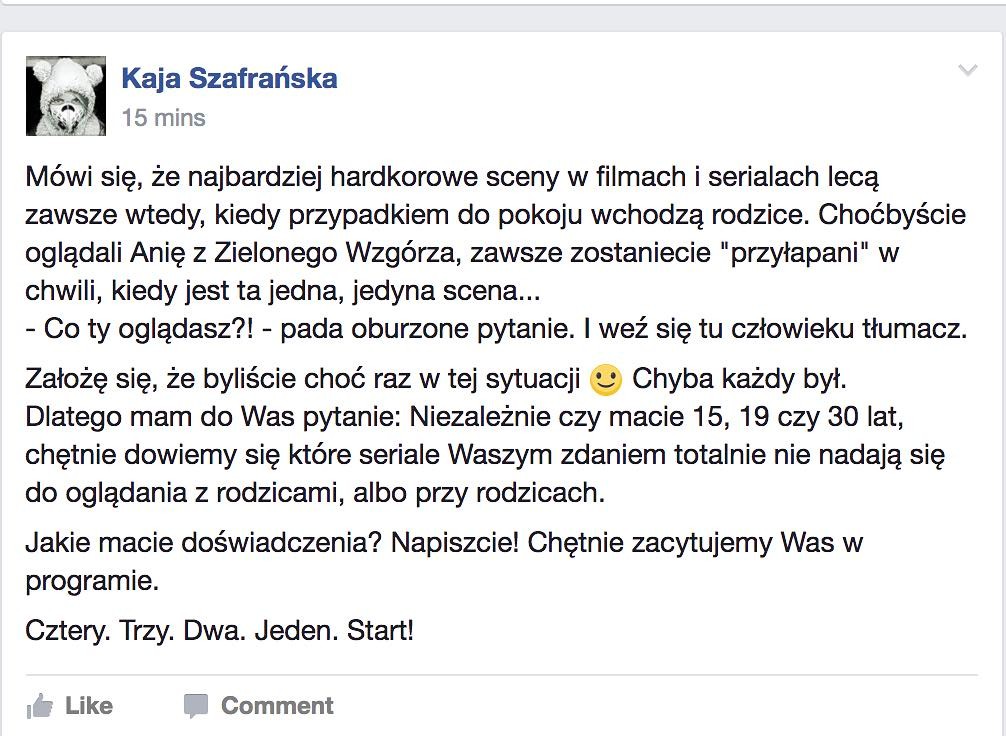 Kaja Szafrańska
15 mins
Mówi się, że najbardziej hardkorowe sceny w filmach i serialach lecą
zawsze wtedy, kiedy przypadkiem do pokoju wchodzą rodzice. Choćbyście
oglądali Anię z Zielonego Wzgórza, zawsze zostaniecie "przyłapani" w
chwili, kiedy jest ta jedna, jedyna scena...
- Co ty oglądasz?! - pada oburzone pytanie. I weź się tu człowieku tłumacz.
Założę się, że byliście choć raz w tej sytuacji 🙂 Chyba każdy był.
Dlatego mam do Was pytanie: Niezależnie czy macie 15, 19 czy 30 lat,
chętnie dowiemy się które seriale Waszym zdaniem totalnie nie nadają się
do oglądania z rodzicami, albo przy rodzicach.
Jakie macie doświadczenia? Napiszcie! Chętnie zacytujemy Was w
programie.
Cztery. Trzy. Dwa. Jeden. Start!
Like Comment